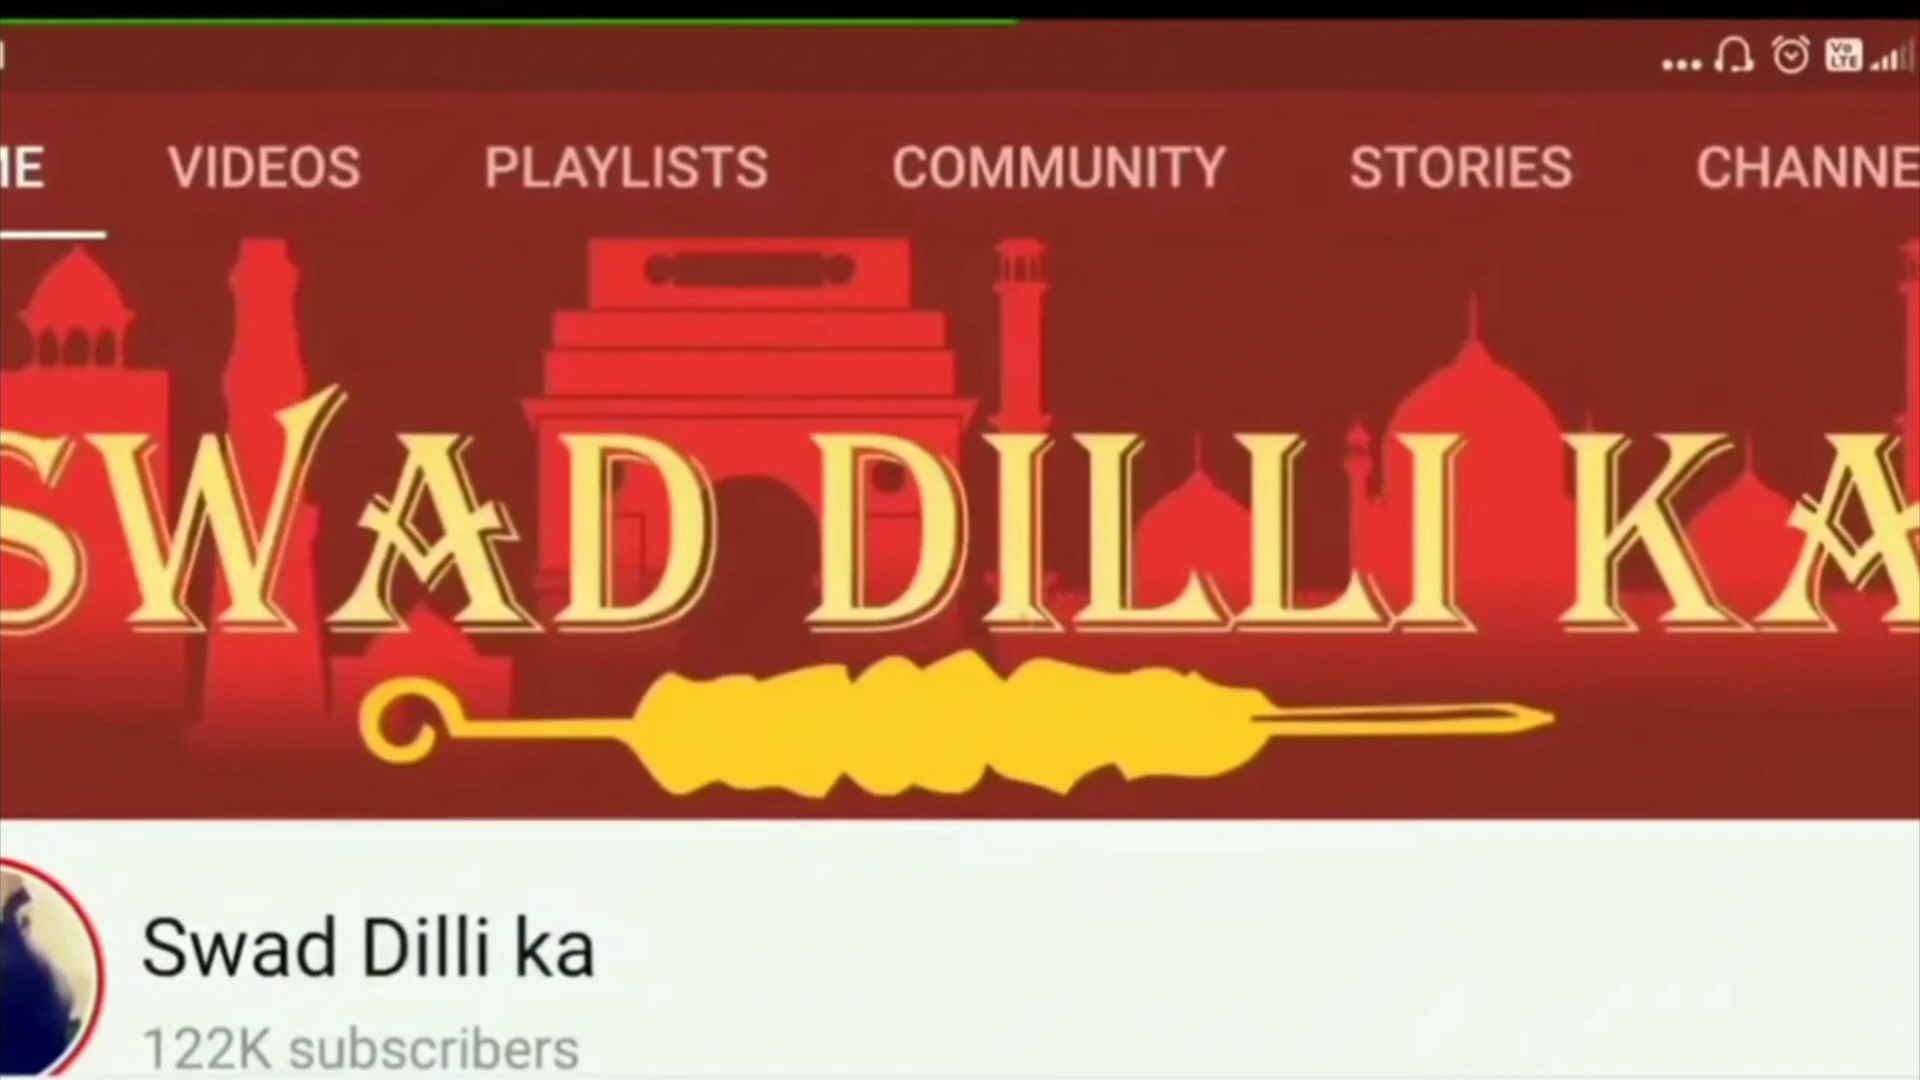 VIDEOS PLAYLISTS COMMUNITY STORIES
SWAD DILLI KA
Swad Dilli ka
122K subscribers